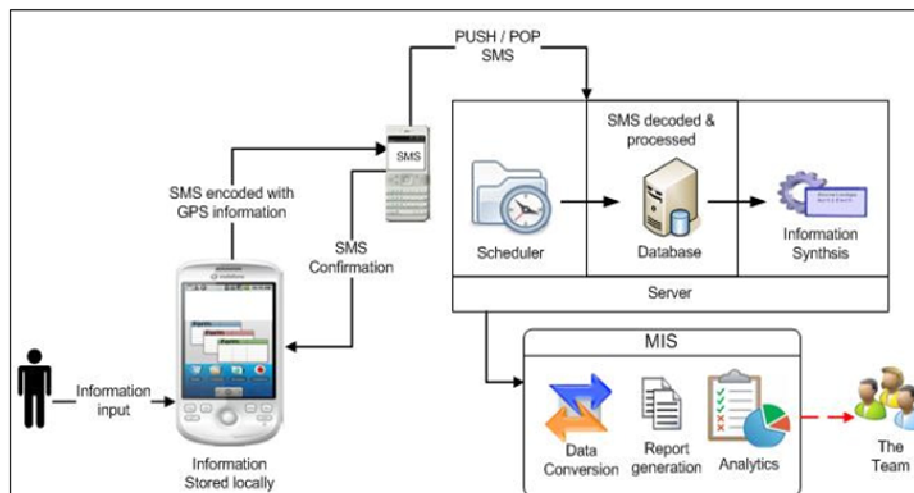 PUSH / POP
SMS
SMS decoded &
processed
SMS
SMS encoded with
GPS information
SMS
Confirmation
Scheduler
Database
Information
Synthsis
Server
MIS
Information
input
Data
Conversion
Report
generation
Analytics
The
Team
Information
Stored locally